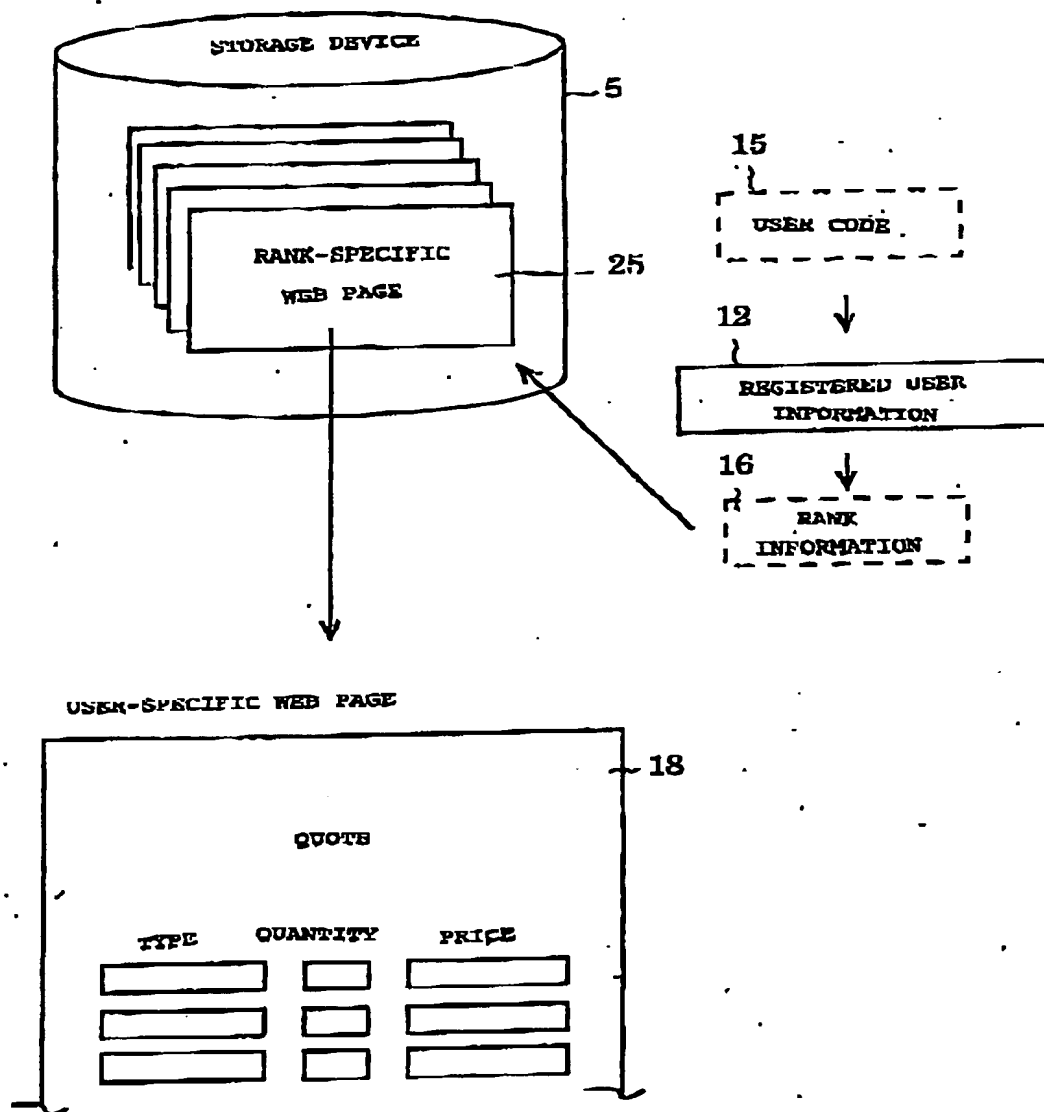 STORAGE DEVICE
5
15
USER CODE
RANK-SPECIFIC
WEB PAGE
25
12
REGISTERED USER
INFORMATION
16
RANK
INFORMATION
USER-SPECIFIC WEB PAGE
18
QUOTE
TYPE QUANTITY PRICE